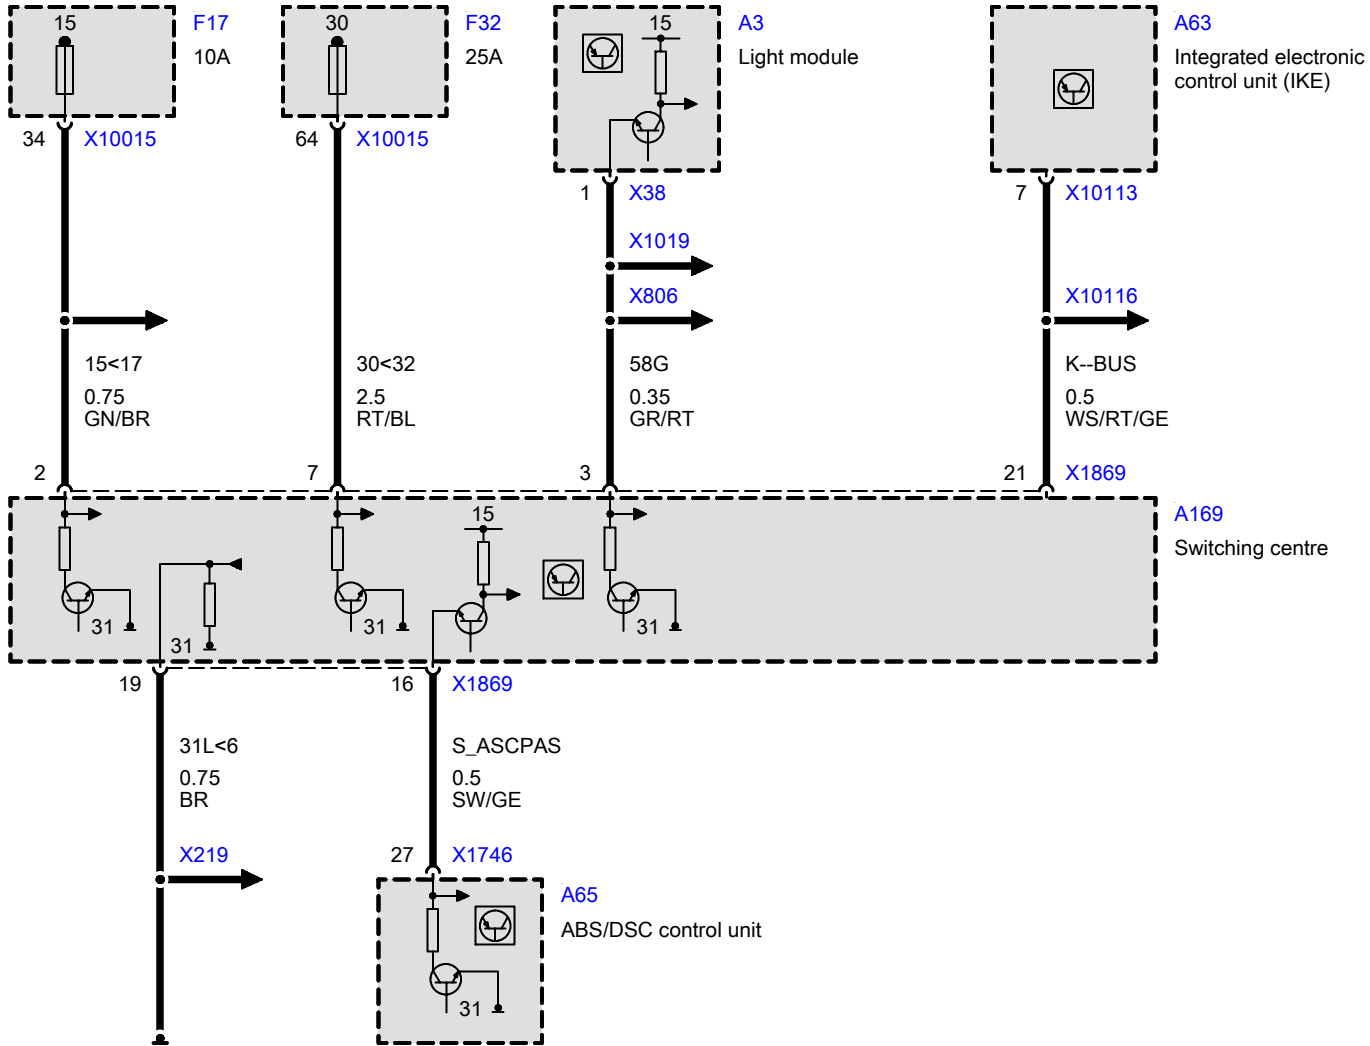 15
F17
10A
30
F32
25A
15
A3
Light module
A63
Integrated electronic
control unit (IKE)
34
X10015
64
X10015
1
X38
7
X10113
X1019
X806
X10116
15<17
0.75
GN/BR
30<32
2.5
RT/BL
58G
0.35
GR/RT
K--BUS
0.5
WS/RT/GE
2
7
3
21
X1869
15
A169
Switching centre
31
31
31
31
19
16
X1869
31L<6
0.75
BR
S_ASCPAS
0.5
SW/GE
X219
27
X1746
A65
ABS/DSC control unit
31